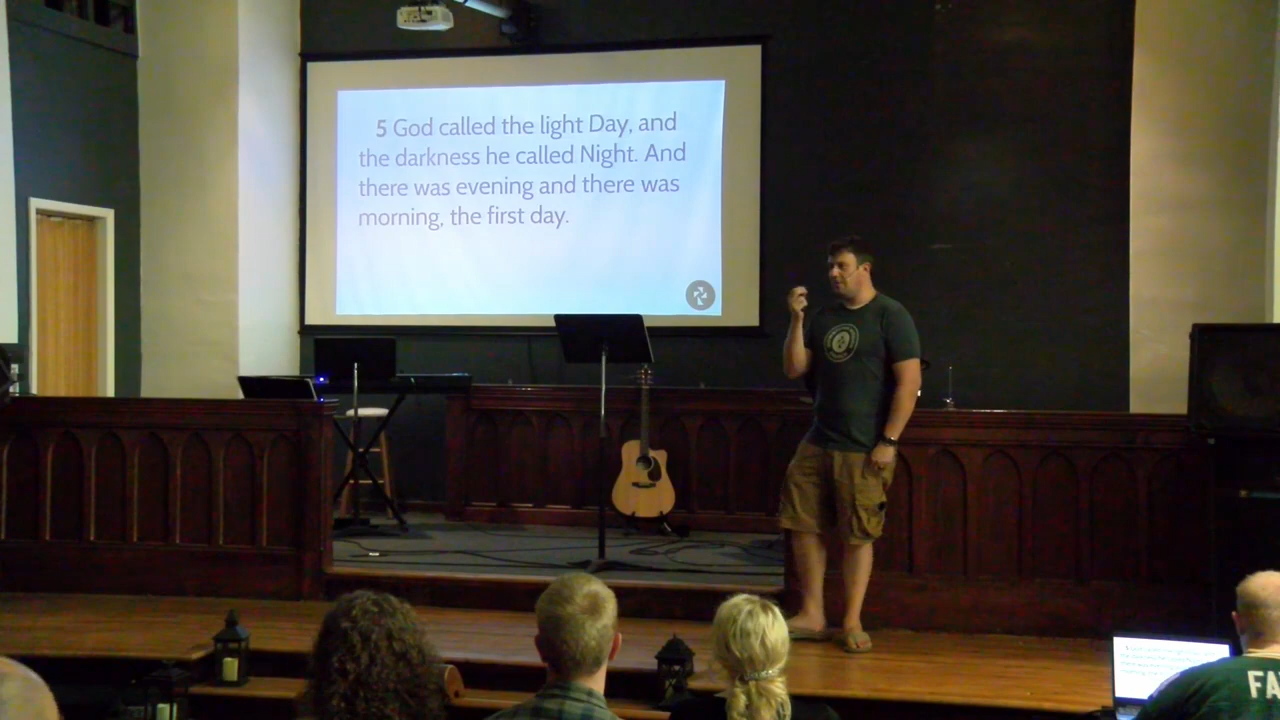 5 God called the light Day, and
the darkness he called Night. And
there was evening and there was
morning, the first day.
FA